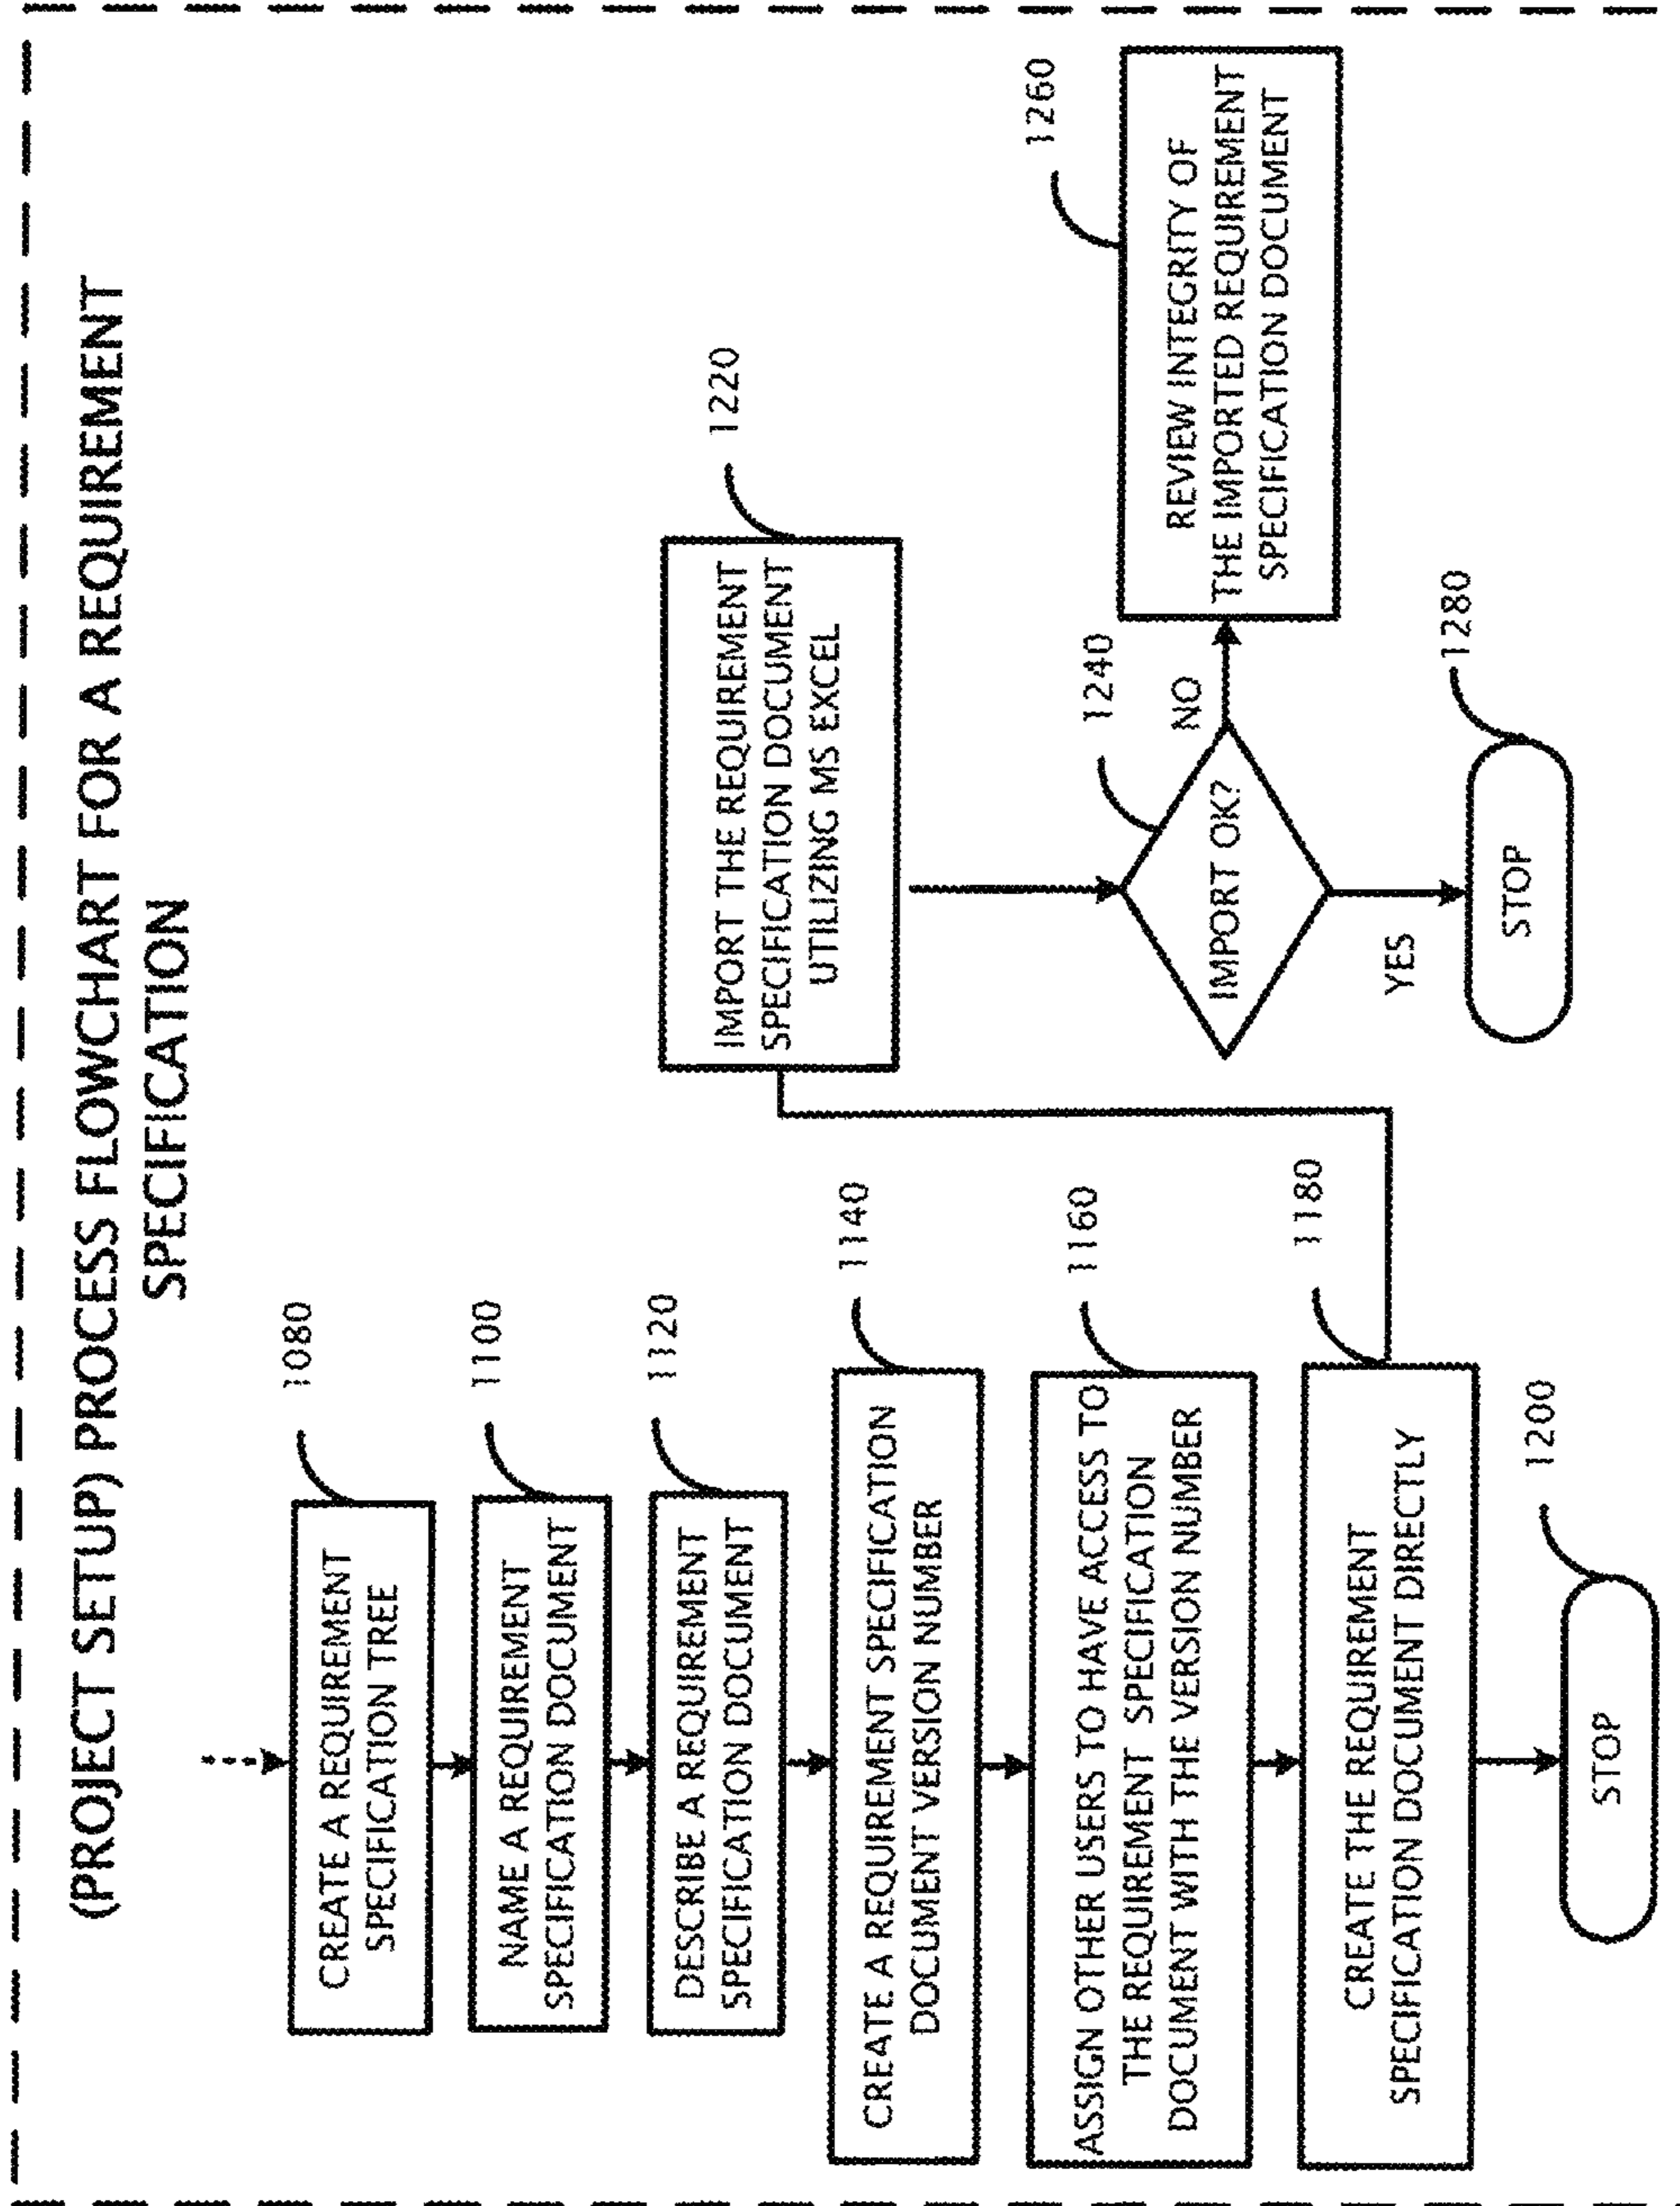 (PROJECT SETUP) PROCESS FLOWCHART FOR A REQUIREMENT
SPECIFICATION
1080
CREATE A REQUIREMENT
SPECIFICATION TREE
1100
NAME A REQUIREMENT
SPECIFICATION DOCUMENT
1120
DESCRIBE A REQUIREMENT
SPECIFICATION DOCUMENT
1140
CREATE A REQUIREMENT SPECIFICATION
DOCUMENT VERSION NUMBER
1160
ASSIGN OTHER USERS TO HAVE ACCESS TO
THE REQUIREMENT SPECIFICATION
DOCUMENT WITH THE VERSION NUMBER
1180
CREATE THE REQUIREMENT
SPECIFICATION DOCUMENT DIRECTLY
1200
STOP
1220
IMPORT THE REQUIREMENT
SPECIFICATION DOCUMENT
UTILIZING MS EXCEL
1240
IMPORT OK?
NO
YES
1260
REVIEW INTEGRITY OF
THE IMPORTED REQUIREMENT
SPECIFICATION DOCUMENT
1280
STOP